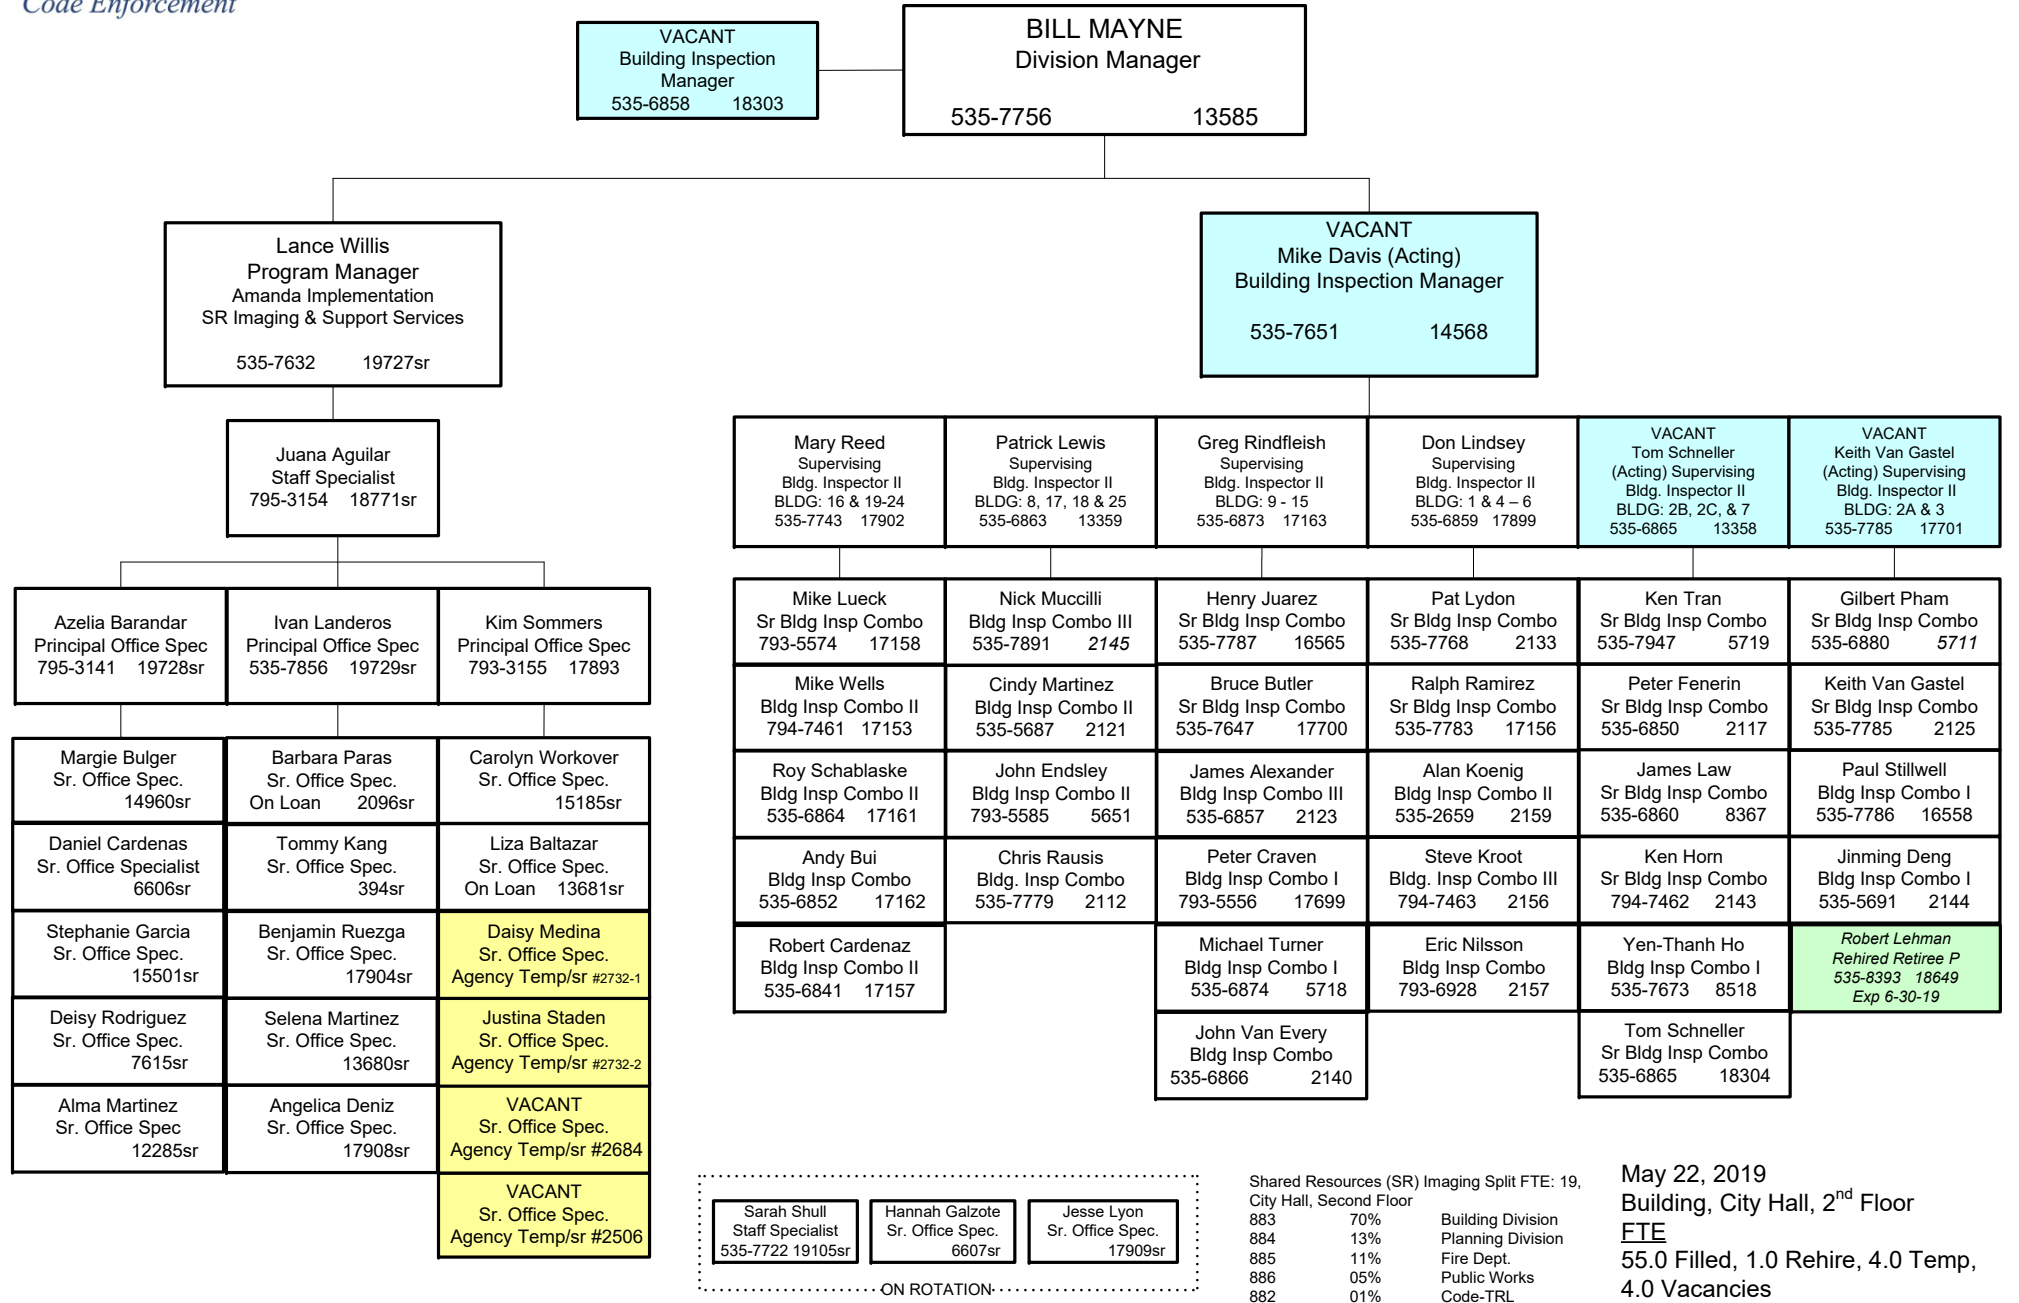 Code Enforcement
VACANT
Building Inspection
Manager
535-6858 18303
BILL MAYNE
Division Manager
535-7756 13585
Lance Willis
Program Manager
Amanda Implementation
SR Imaging & Support Services
535-7632 19727sr
VACANT
Mike Davis (Acting)
Building Inspection Manager
535-7651 14568
Juana Aguilar
Staff Specialist
795-3154 18771sr
Azelia Barandar
Principal Office Spec
795-3141 19728sr
Ivan Landeros
Principal Office Spec
535-7856 19729sr
Kim Sommers
Principal Office Spec
793-3155 17893
Margie Bulger
Sr. Office Spec.
14960sr
Daniel Cardenas
Sr. Office Specialist
6606sr
Stephanie Garcia
Sr. Office Spec.
15501sr
Deisy Rodriguez
Sr. Office Spec.
7615sr
Alma Martinez
Sr. Office Spec
12285sr
Barbara Paras
Sr. Office Spec.
On Loan 2096sr
Tommy Kang
Sr. Office Spec.
394sr
Benjamin Ruezga
Sr. Office Spec.
17904sr
Selena Martinez
Sr. Office Spec.
13680sr
Angelica Deniz
Sr. Office Spec.
17908sr
Carolyn Workover
Sr. Office Spec.
15185sr
Liza Baltazar
Sr. Office Spec.
On Loan 13681sr
Daisy Medina
Sr. Office Spec.
Agency Temp/sr #2732-1
Justina Staden
Sr. Office Spec.
Agency Temp/sr #2732-2
VACANT
Sr. Office Spec.
Agency Temp/sr #2684
VACANT
Sr. Office Spec.
Agency Temp/sr #2506
Mary Reed
Supervising
Bldg. Inspector II
BLDG: 16 & 19-24
535-7743 17902
Mike Lueck
Sr Bldg Insp Combo
793-5574 17158
Mike Wells
Bldg Insp Combo II
794-7461 17153
Roy Schablaske
Bldg Insp Combo II
535-6864 17161
Andy Bui
Bldg Insp Combo
535-6852 17162
Robert Cardenaz
Bldg Insp Combo II
535-6841 17157
Patrick Lewis
Supervising
Bldg. Inspector II
BLDG: 8, 17, 18 & 25
535-6863 13359
Nick Muccilli
Bldg Insp Combo III
535-7891 2145
Cindy Martinez
Bldg Insp Combo II
535-5687 2121
John Endsley
Bldg Insp Combo II
793-5585 5651
Chris Rausis
Bldg. Insp Combo
535-7779 2112
Greg Rindfleish
Supervising
Bldg. Inspector II
BLDG: 9 - 15
535-6873 17163
Henry Juarez
Sr Bldg Insp Combo
535-7787 16565
Bruce Butler
Sr Bldg Insp Combo
535-7647 17700
James Alexander
Bldg Insp Combo III
535-6857 2123
Peter Craven
Bldg Insp Combo I
793-5556 17699
Michael Turner
Bldg Insp Combo I
535-6874 5718
John Van Every
Bldg Insp Combo
535-6866 2140
Don Lindsey
Supervising
Bldg. Inspector II
BLDG: 1 & 4 – 6
535-6859 17899
Pat Lydon
Sr Bldg Insp Combo
535-7768 2133
Ralph Ramirez
Sr Bldg Insp Combo
535-7783 17156
Alan Koenig
Bldg Insp Combo II
535-2659 2159
Steve Kroot
Bldg. Insp Combo III
794-7463 2156
Eric Nilsson
Bldg Insp Combo
793-6928 2157
VACANT
Tom Schneller
(Acting) Supervising
Bldg. Inspector II
BLDG: 2B, 2C, & 7
535-6865 13358
Ken Tran
Sr Bldg Insp Combo
535-7947 5719
Peter Fenerin
Sr Bldg Insp Combo
535-6850 2117
James Law
Sr Bldg Insp Combo
535-6860 8367
Ken Horn
Sr Bldg Insp Combo
794-7462 2143
Yen-Thanh Ho
Bldg Insp Combo I
535-7673 8518
Tom Schneller
Sr Bldg Insp Combo
535-6865 18304
VACANT
Keith Van Gastel
(Acting) Supervising
Bldg. Inspector II
BLDG: 2A & 3
535-7785 17701
Gilbert Pham
Sr Bldg Insp Combo
535-6880 5711
Keith Van Gastel
Sr Bldg Insp Combo
535-7785 2125
Paul Stillwell
Bldg Insp Combo I
535-7786 16558
Jinming Deng
Bldg Insp Combo I
535-5691 2144
Robert Lehman
Rehired Retiree P
535-8393 18649
Exp 6-30-19
Sarah Shull
Staff Specialist
535-7722 19105sr
Hannah Galzote
Sr. Office Spec.
6607sr
Jesse Lyon
Sr. Office Spec.
17909sr
ON ROTATION
Shared Resources (SR) Imaging Split FTE: 19,
City Hall, Second Floor
883 70% Building Division
884 13% Planning Division
885 11% Fire Dept.
886 05% Public Works
882 01% Code-TRL
May 22, 2019
Building, City Hall, 2nd Floor
FTE
55.0 Filled, 1.0 Rehire, 4.0 Temp,
4.0 Vacancies